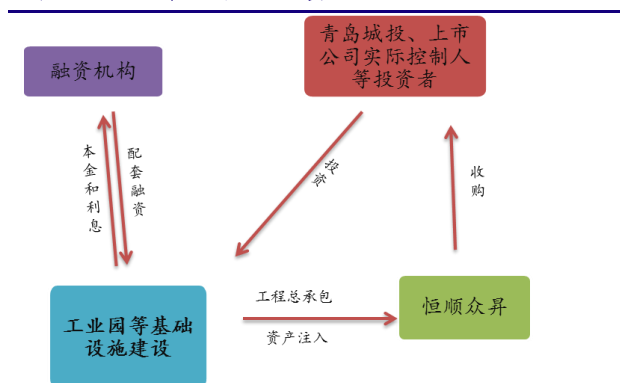 融资机构
青岛城投、上市
公司实际控制人
等投资者
本金和利息
配套融资
投资
收购
工业园等基础
设施建设
工程总承包
资产注入
恒顺众昇